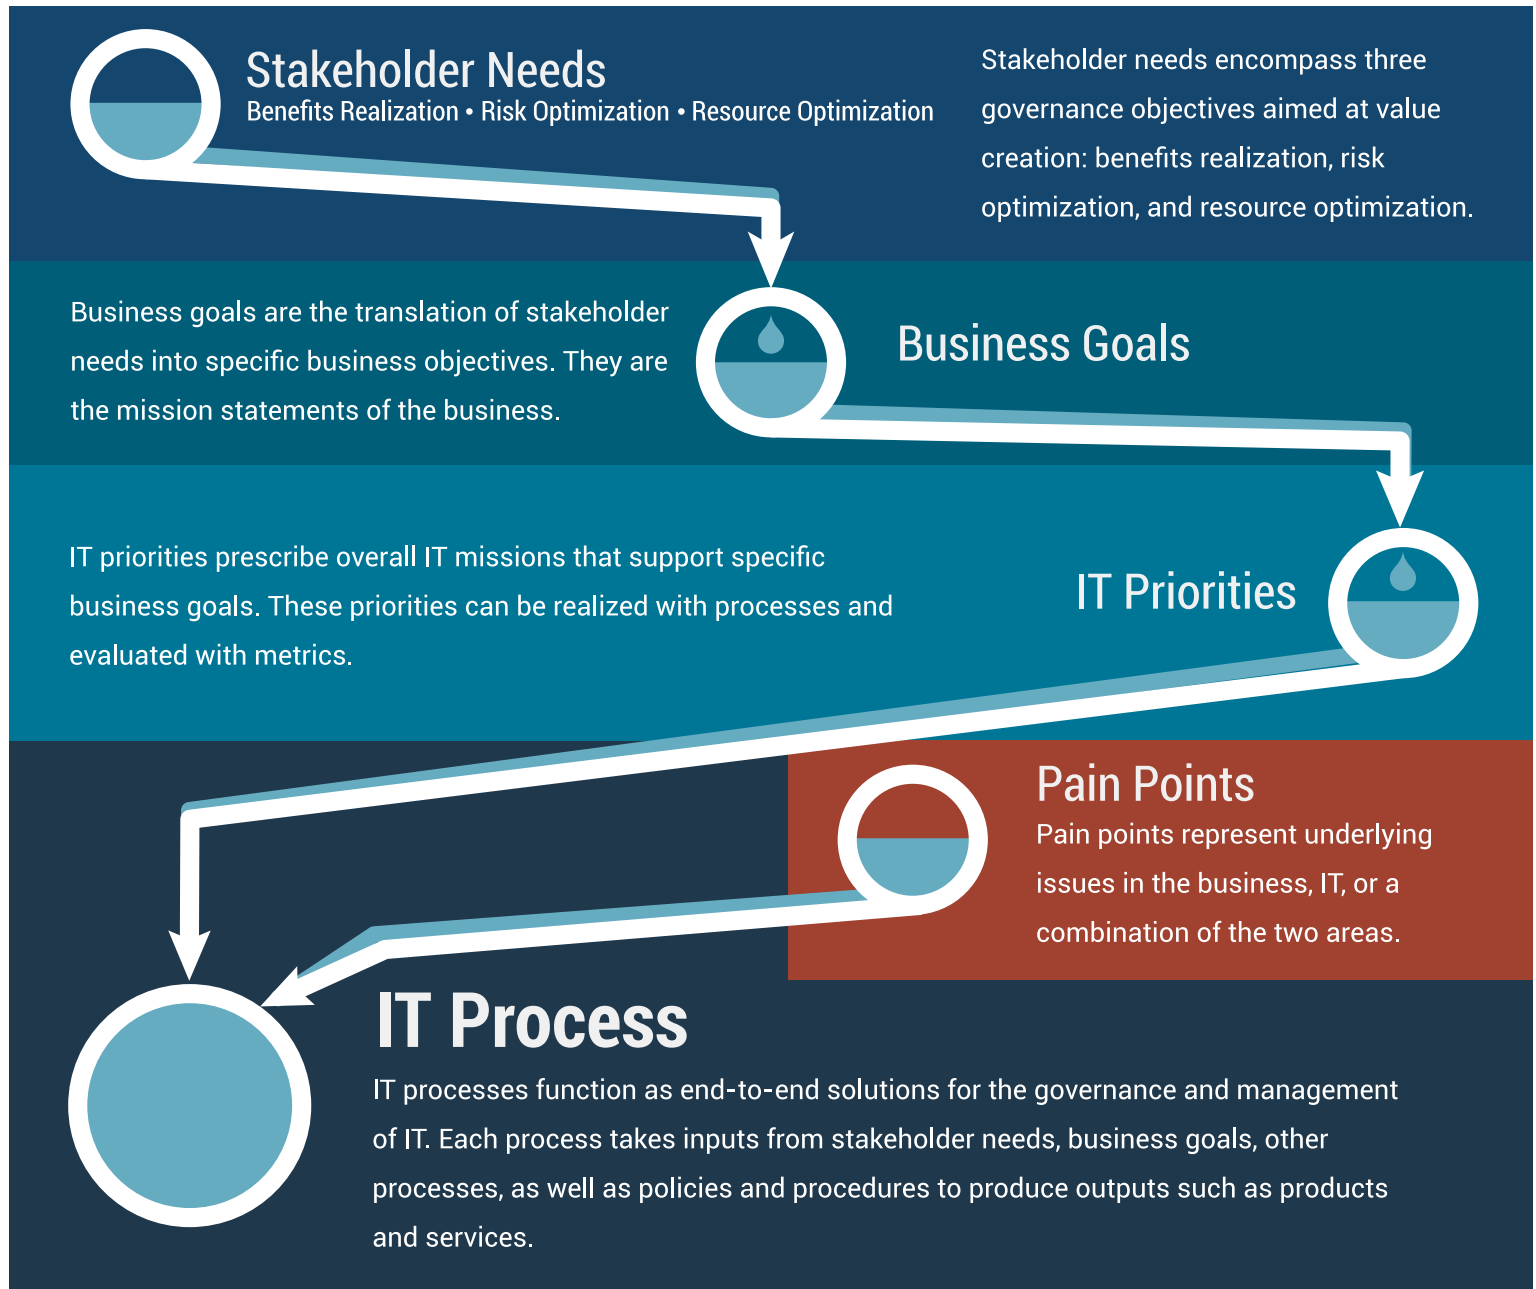 Stakeholder Needs
Benefits Realization • Risk Optimization • Resource Optimization
Stakeholder needs encompass three
governance objectives aimed at value
creation: benefits realization, risk
optimization, and resource optimization.
Business goals are the translation of stakeholder
needs into specific business objectives. They are
the mission statements of the business.
Business Goals
IT priorities prescribe overall IT missions that support specific
business goals. These priorities can be realized with processes and
evaluated with metrics.
IT Priorities
Pain Points
Pain points represent underlying
issues in the business, IT, or a
combination of the two areas.
IT Process
IT processes function as end-to-end solutions for the governance and management
of IT. Each process takes inputs from stakeholder needs, business goals, other
processes, as well as policies and procedures to produce outputs such as products
and services.